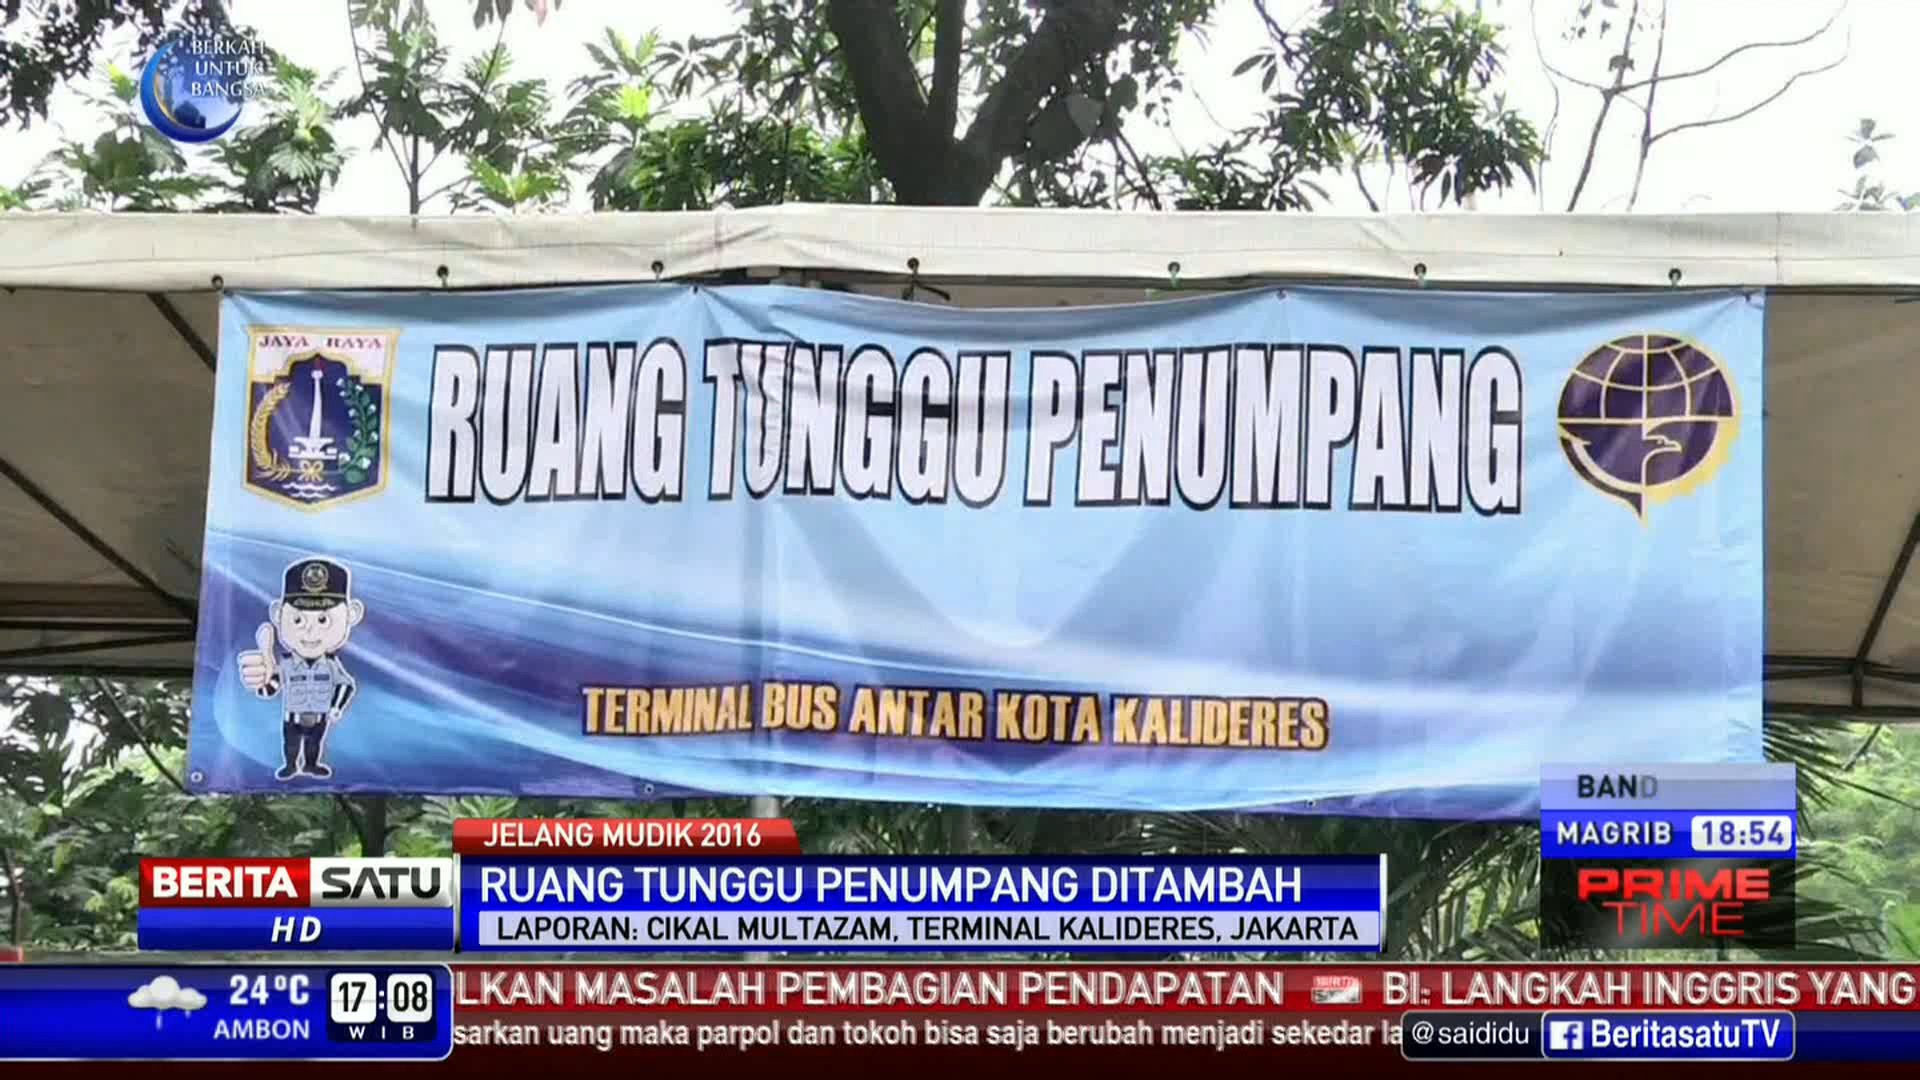 BERKAH
UNTUK
BANGSA
JAYA RAYA
RUANG TUNGGU PENUMPANG
TERMINAL BUS ANTAR KOTA KALIDERES
BAND
MAGRIB 18:54
PRIME
TIME
JELANG MUDIK 2016
BERITA SATU
HD
RUANG TUNGGU PENUMPANG DITAMBAH
LAPORAN: CIKAL MULTAZAM, TERMINAL KALIDERES, JAKARTA
24°C
AMBON
17:08
WIB
LKAN MASALAH PEMBAGIAN PENDAPATAN BERITA SATU BI: LANGKAH INGGRIS YANG
sarkan uang maka parpol dan tokoh bisa saja berubah menjadi sekedar la
@saididu
BeritasatuTV